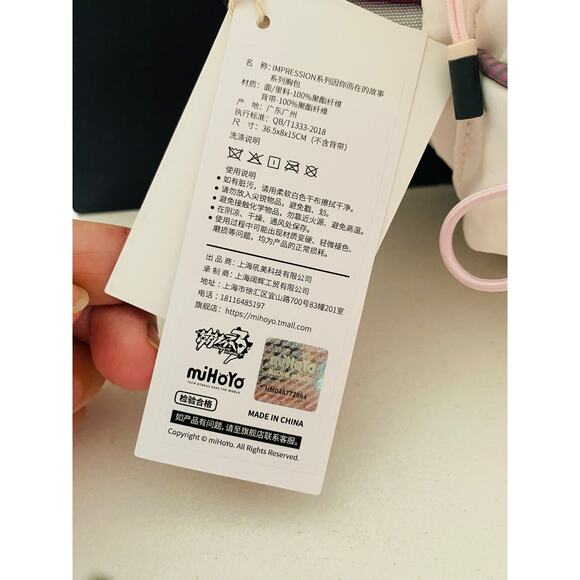 名　称：IMPRESSION系列因你而在的故事
系列胸包
材质：面/里料-100%聚酯纤维
背带-100%聚酯纤维
产　地：广东广州
执行标准：QB/T1333-2018
尺　寸：36.5x8x15CM（不含背带）
洗涤说明
使用说明
• 如有脏污，请用柔软白色干布擦拭干净。
• 请勿放入尖锐物品，避免戳、划。
• 避免接触化学物品，勿靠近火源、避免高温。
• 在阴凉、干燥、通风处保存。
• 使用过程中可能出现材质变硬、轻微褪色、
磨损等问题，均为产品的正常损耗。
出 品 商：上海吼美科技有限公司
承 制 商：上海阔辉工贸有限公司
地址：上海市徐汇区宜山路700号83幢201室
电话：18116485197
旗舰店：https://mihoyo.tmall.com
miHoYo
miHoYo
TECH OTAKUS SAVE THE WORLD
HM046772864
检验合格
MADE IN CHINA
如产品有问题，请至旗舰店联系客服。
Copyright © miHoYo. All Rights Reserved.